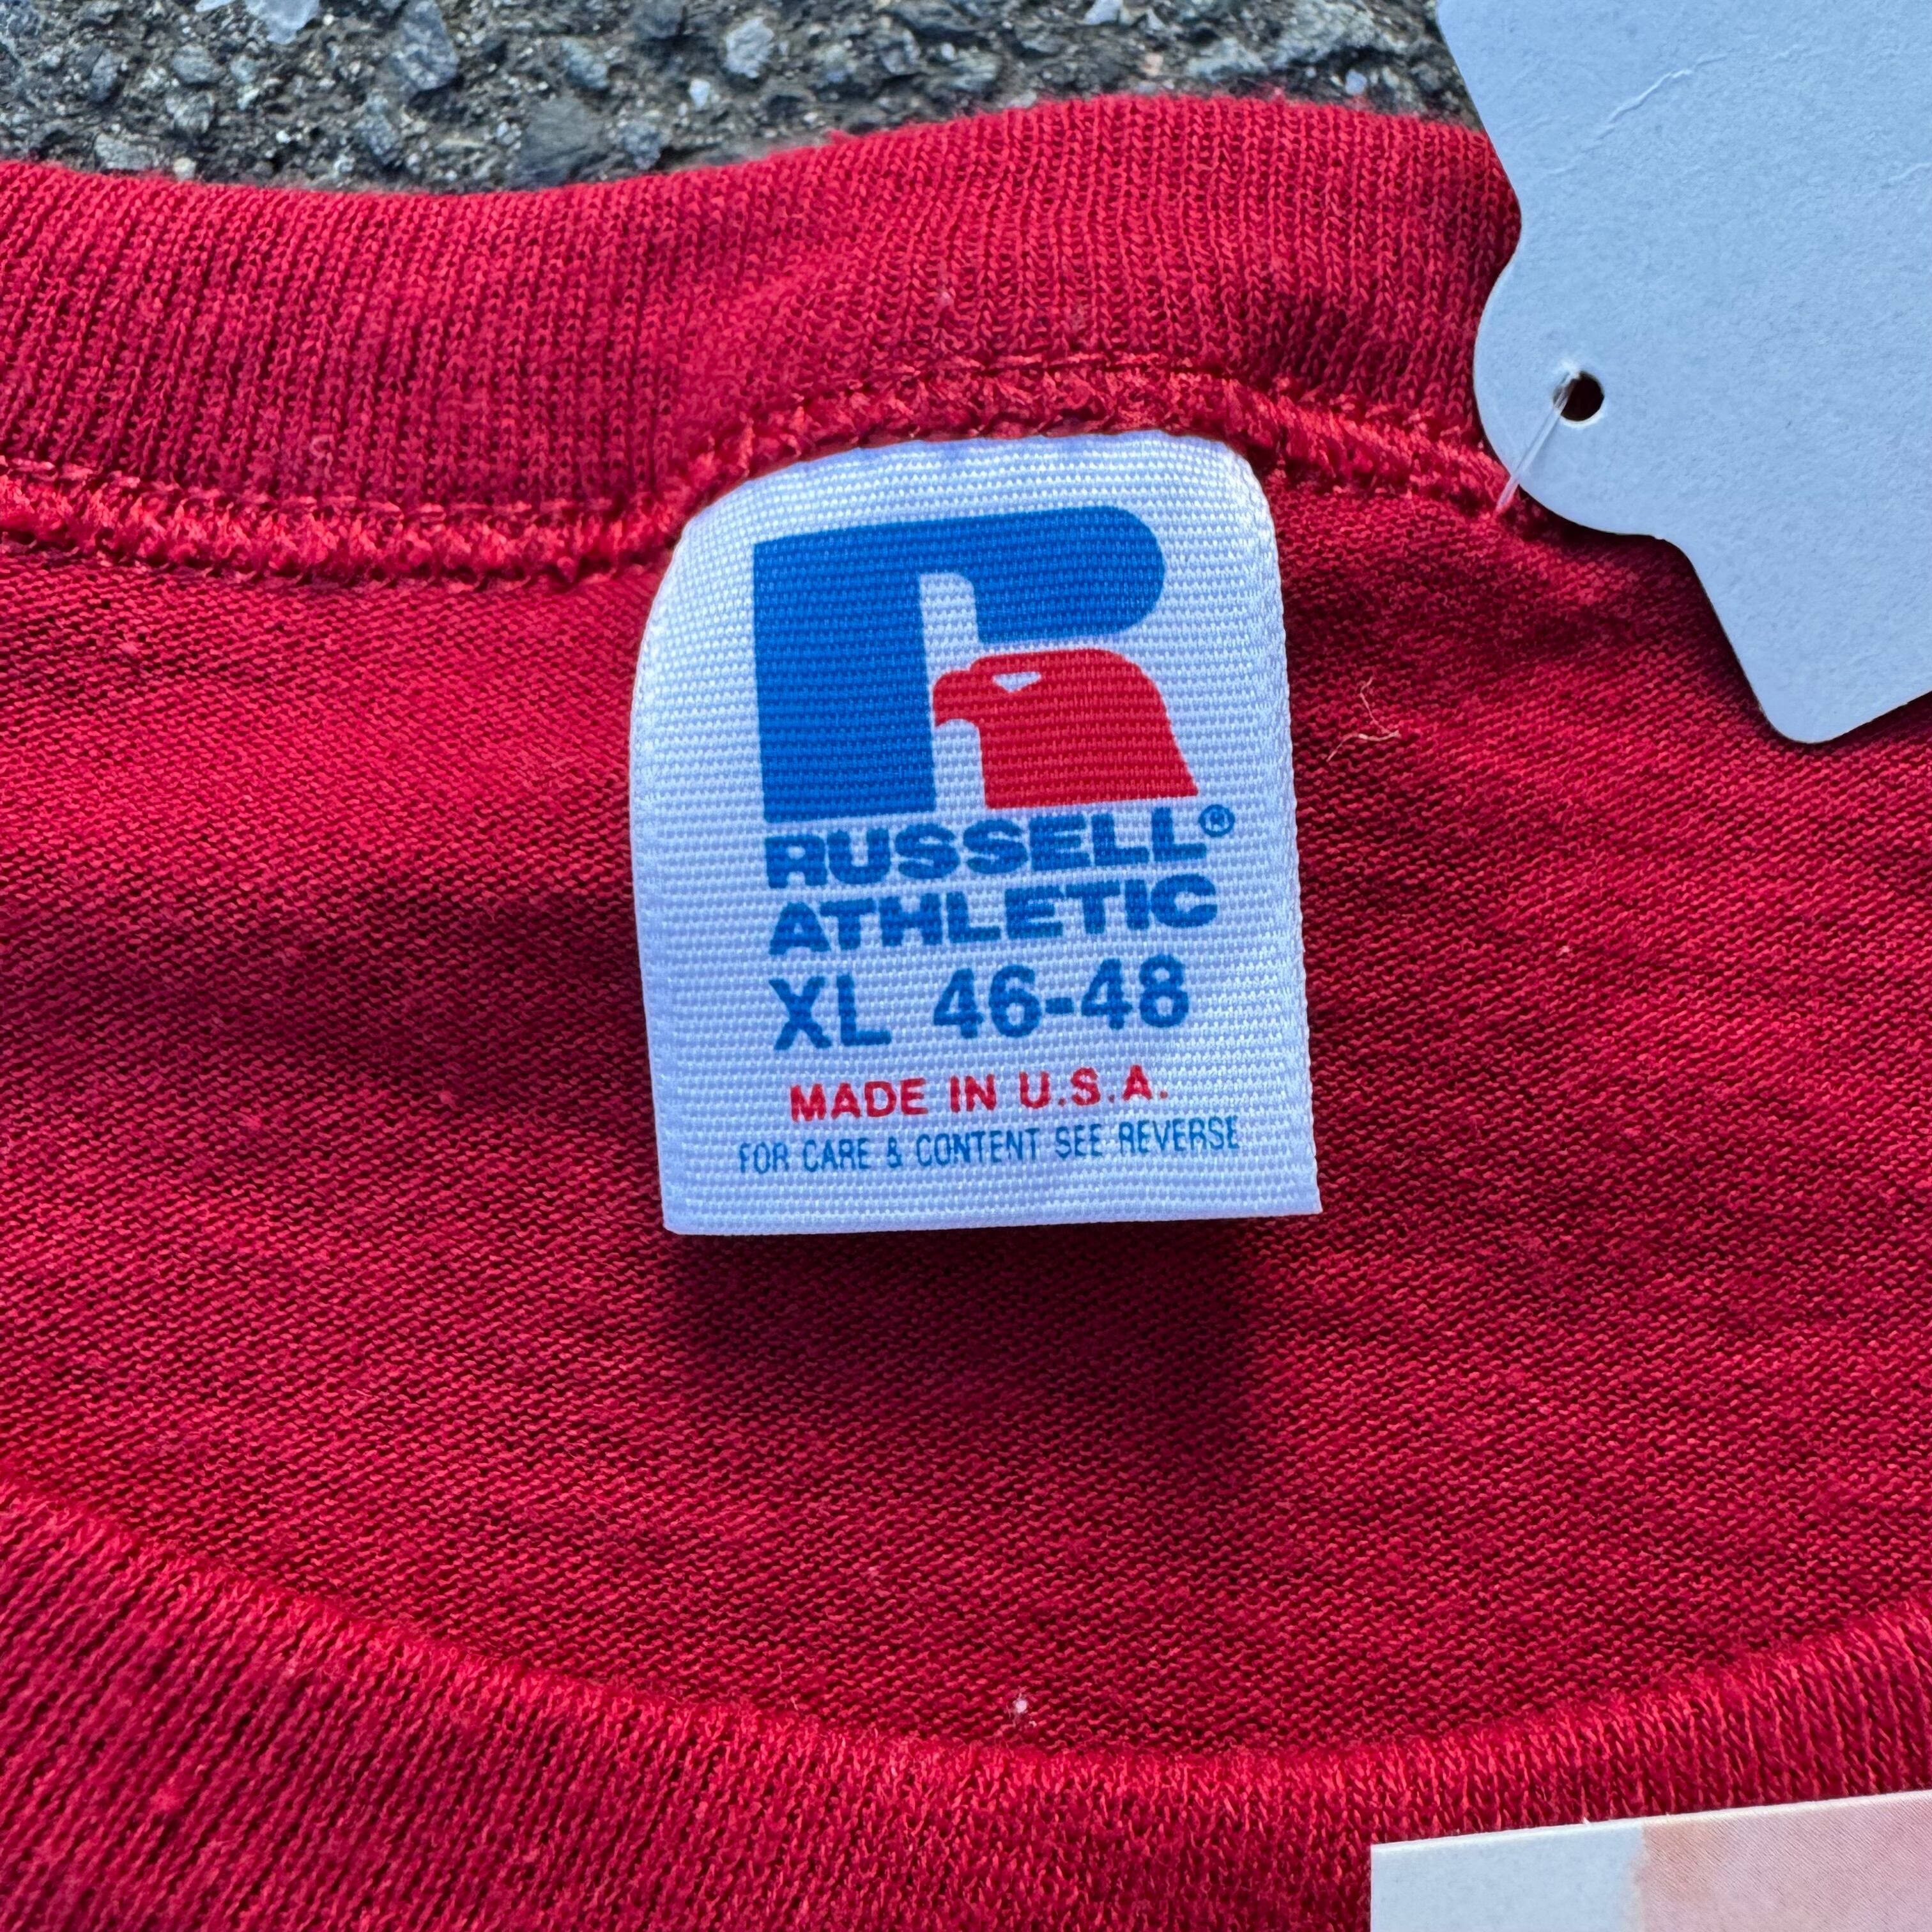 RUSSELL®
ATHLETIC
XL 46-48
MADE IN U.S.A.
FOR CARE & CONTENT SEE REVERSE